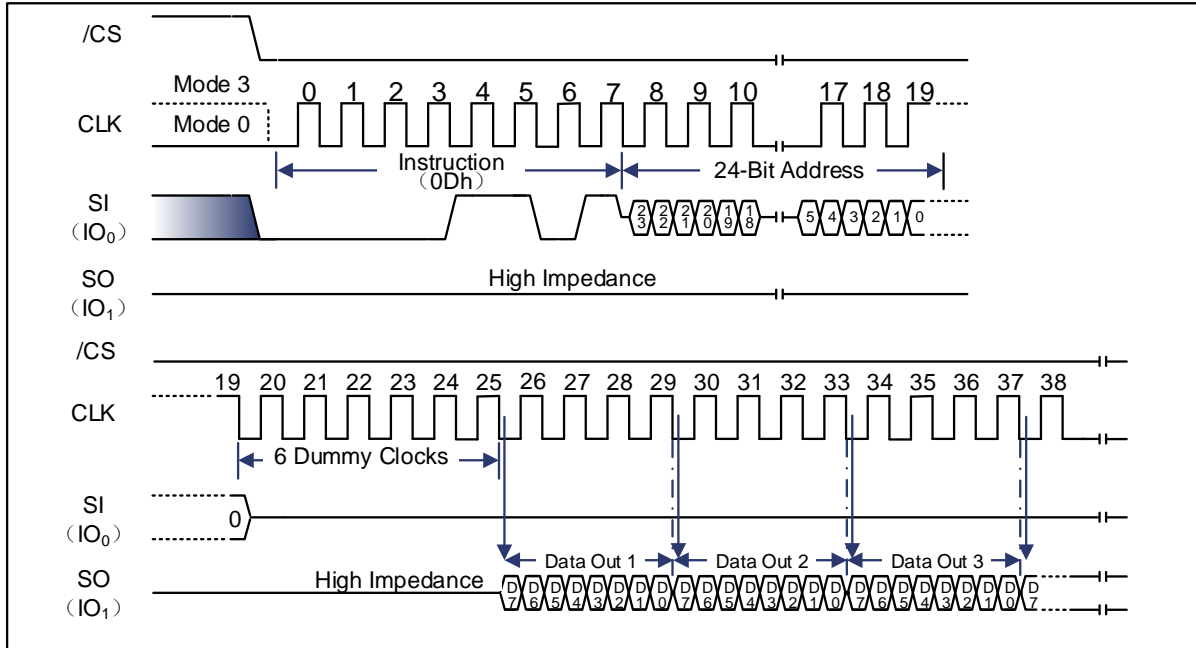 /CS
Mode 3
0 1 2 3 4 5 6 7 8 9 10 17 18 19
CLK
Mode 0
Instruction
（0Dh）
24-Bit Address
SI
（IO0）
23 22 21 20 19 18 5 4 3 2 1 0
SO
（IO1）
High Impedance
/CS
19 20 21 22 23 24 25 26 27 28 29 30 31 32 33 34 35 36 37 38
CLK
6 Dummy Clocks
SI
（IO0）
0
Data Out 1 Data Out 2 Data Out 3
SO
（IO1）
High Impedance
D7 D6 D5 D4 D3 D2 D1 D0 D7 D6 D5 D4 D3 D2 D1 D0 D7 D6 D5 D4 D3 D2 D1 D0 D7